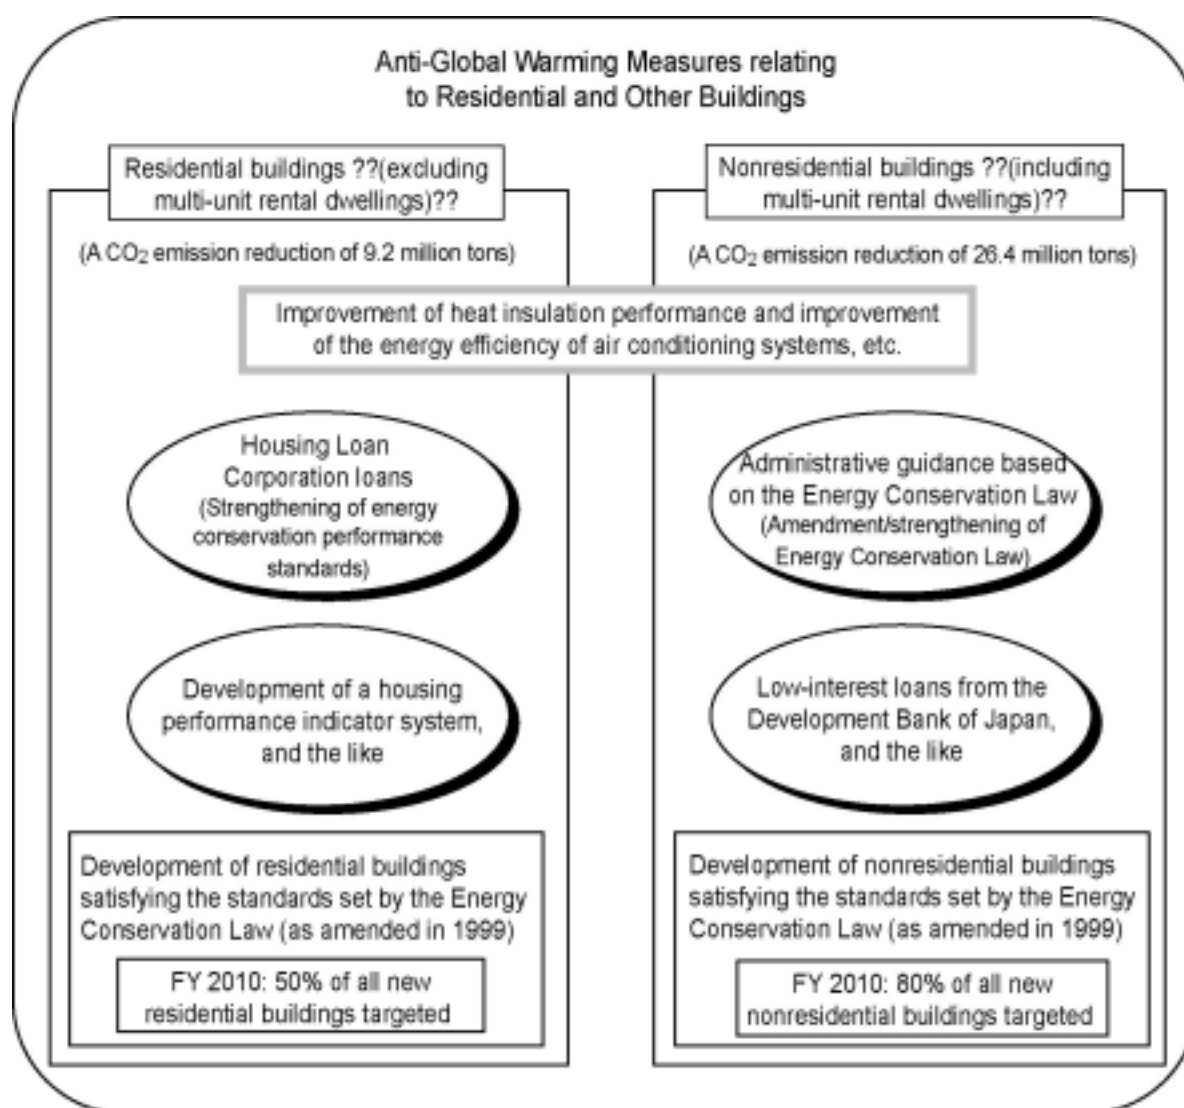 Anti-Global Warming Measures relating
to Residential and Other Buildings
Residential buildings ??(excluding
multi-unit rental dwellings)??
(A CO₂ emission reduction of 9.2 million tons)
Nonresidential buildings ??(including
multi-unit rental dwellings)??
(A CO₂ emission reduction of 26.4 million tons)
Improvement of heat insulation performance and improvement
of the energy efficiency of air conditioning systems, etc.
Housing Loan
Corporation loans
(Strengthening of energy
conservation performance
standards)
Administrative guidance based
on the Energy Conservation Law
(Amendment/strengthening of
Energy Conservation Law)
Development of a housing
performance indicator system,
and the like
Low-interest loans from the
Development Bank of Japan,
and the like
Development of residential buildings
satisfying the standards set by the Energy
Conservation Law (as amended in 1999)
FY 2010: 50% of all new
residential buildings targeted
Development of nonresidential buildings
satisfying the standards set by the Energy
Conservation Law (as amended in 1999)
FY 2010: 80% of all new
nonresidential buildings targeted